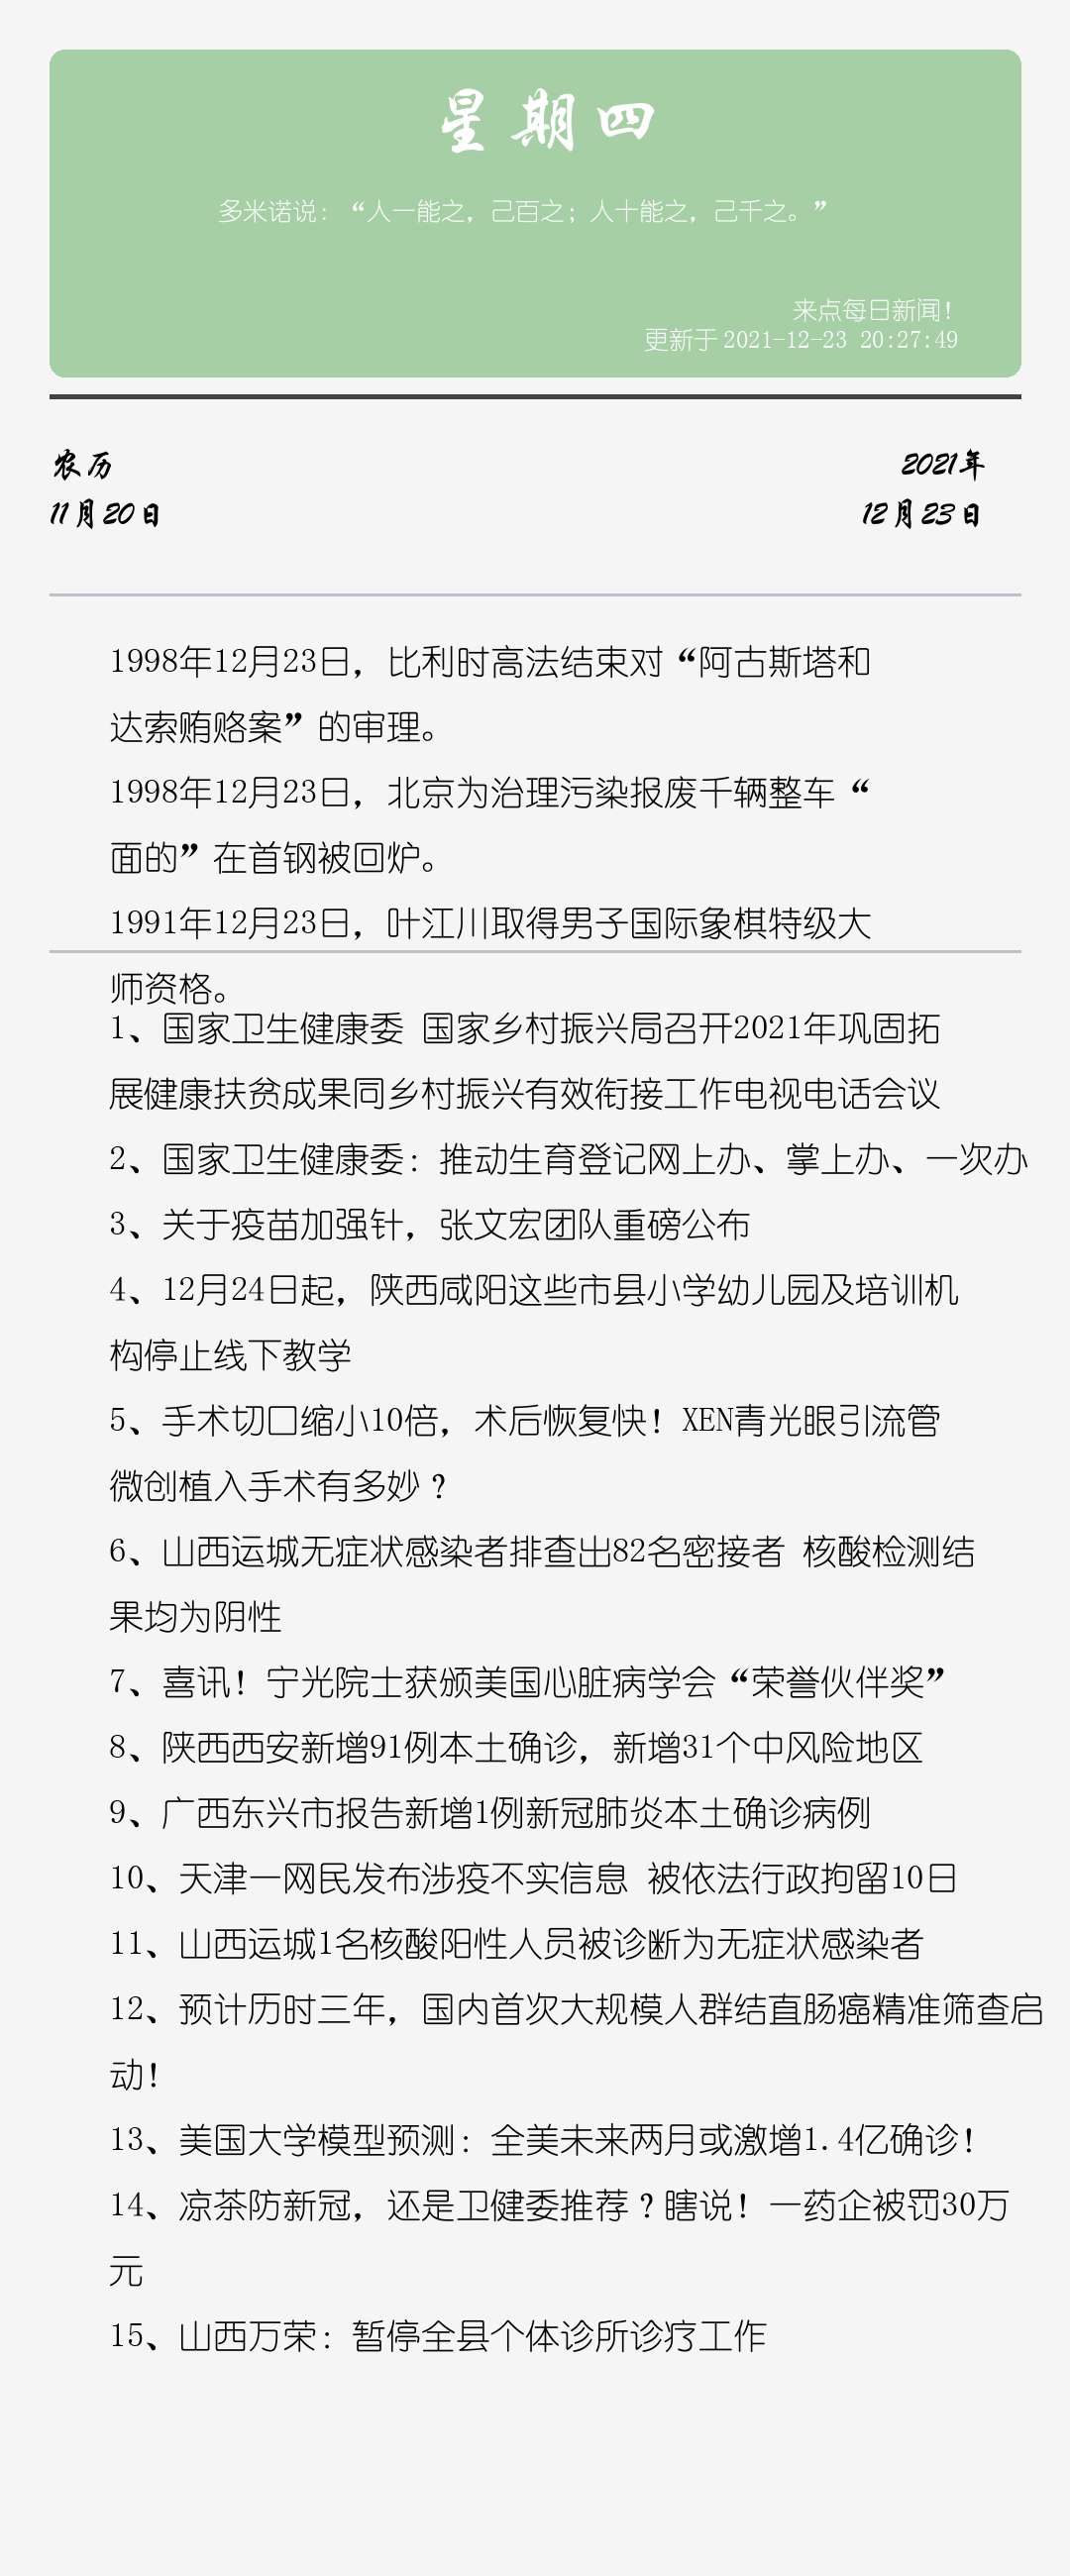 星期四
多米诺说：“人一能之，己百之；人十能之，己千之。”
来点每日新闻！
更新于 2021-12-23 20:27:49
农历
2021年
11月20日
12月23日
1998年12月23日，比利时高法结束对“阿古斯塔和
达索贿赂案”的审理。
1998年12月23日，北京为治理污染报废千辆整车“
面的”在首钢被回炉。
1991年12月23日，叶江川取得男子国际象棋特级大
师资格。
1、国家卫生健康委 国家乡村振兴局召开2021年巩固拓
展健康扶贫成果同乡村振兴有效衔接工作电视电话会议
2、国家卫生健康委：推动生育登记网上办、掌上办、一次办
3、关于疫苗加强针，张文宏团队重磅公布
4、12月24日起，陕西咸阳这些市县小学幼儿园及培训机
构停止线下教学
5、手术切口缩小10倍，术后恢复快！XEN青光眼引流管
微创植入手术有多妙？
6、山西运城无症状感染者排查出82名密接者 核酸检测结
果均为阴性
7、喜讯！宁光院士获颁美国心脏病学会“荣誉伙伴奖”
8、陕西西安新增91例本土确诊，新增31个中风险地区
9、广西东兴市报告新增1例新冠肺炎本土确诊病例
10、天津一网民发布涉疫不实信息 被依法行政拘留10日
11、山西运城1名核酸阳性人员被诊断为无症状感染者
12、预计历时三年，国内首次大规模人群结直肠癌精准筛查启
动！
13、美国大学模型预测：全美未来两月或激增1.4亿确诊！
14、凉茶防新冠，还是卫健委推荐？瞎说！一药企被罚30万
元
15、山西万荣：暂停全县个体诊所诊疗工作